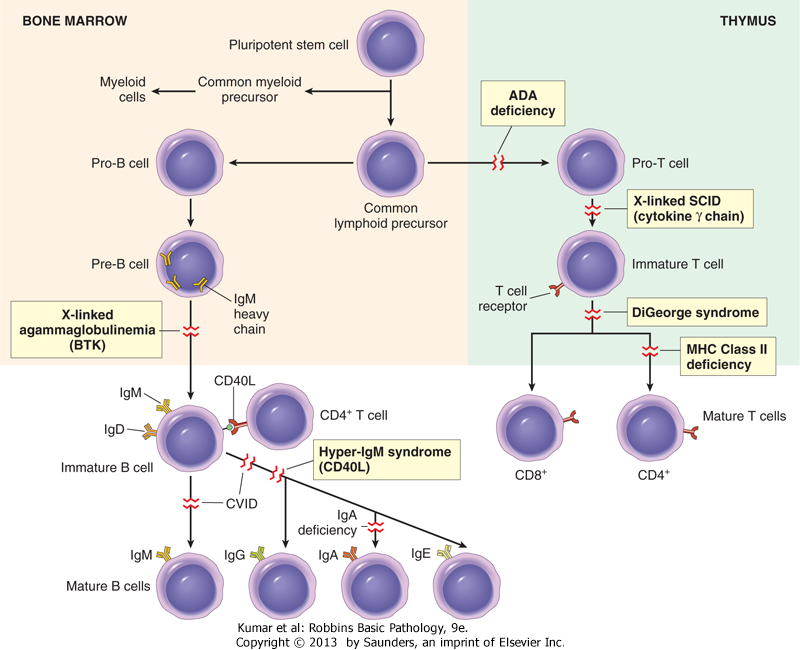 BONE MARROW
THYMUS
Pluripotent stem cell
Myeloid
cells
Common myeloid
precursor
ADA
deficiency
Pro-B cell
Common
lymphoid precursor
Pro-T cell
X-linked SCID
(cytokine γ chain)
Pre-B cell
IgM
heavy
chain
T cell
receptor
Immature T cell
X-linked
agammaglobulinemia
(BTK)
DiGeorge syndrome
MHC Class II
deficiency
IgM
CD40L
IgD
CD4+ T cell
Immature B cell
Hyper-IgM syndrome
(CD40L)
CD8+
CD4+
Mature T cells
CVID
IgA
deficiency
IgM
IgG
IgA
IgE
Mature B cells
Kumar et al: Robbins Basic Pathology, 9e.
Copyright © 2013 by Saunders, an imprint of Elsevier Inc.